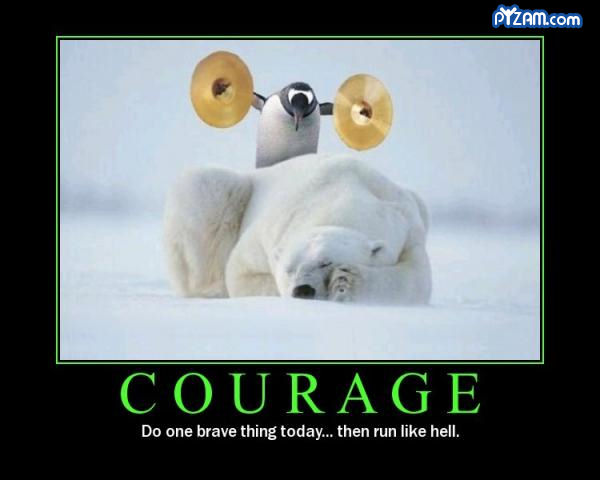 PYZAM.com
COURAGE
Do one brave thing today... then run like hell.